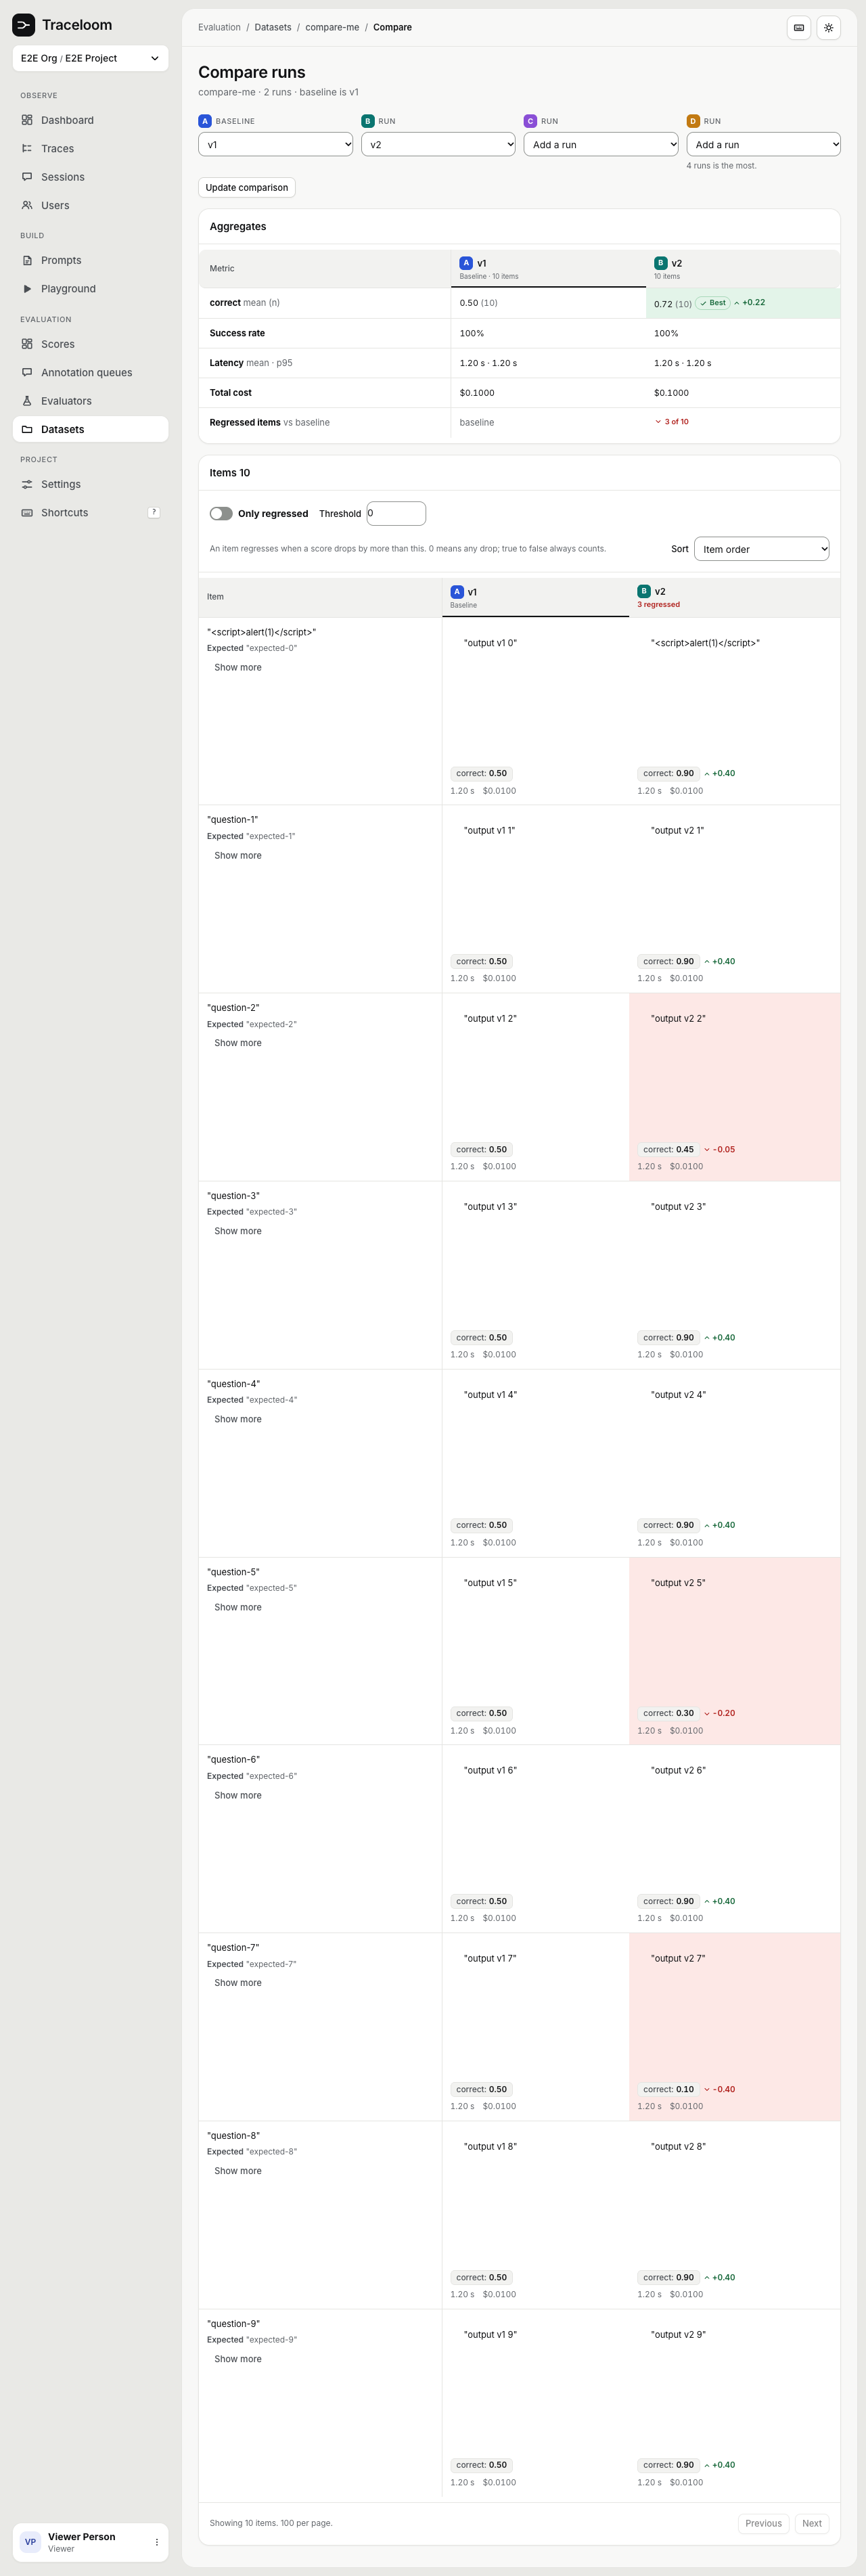 Traceloom
E2E Org / E2E Project
OBSERVE
Dashboard
Traces
Sessions
Users
BUILD
Prompts
Playground
EVALUATION
Scores
Annotation queues
Evaluators
Datasets
PROJECT
Settings
Shortcuts ?
VP Viewer Person
Viewer
Evaluation / Datasets / compare-me / Compare
Compare runs
compare-me · 2 runs · baseline is v1
A BASELINE B RUN C RUN D RUN
v1 v2 Add a run Add a run
4 runs is the most.
Update comparison
Aggregates
Metric A v1 B v2
Baseline · 10 items 10 items
correct mean (n) 0.50 (10) 0.72 (10) Best +0.22
Success rate 100% 100%
Latency mean · p95 1.20 s · 1.20 s 1.20 s · 1.20 s
Total cost $0.1000 $0.1000
Regressed items vs baseline baseline 3 of 10
Items 10
Only regressed Threshold 0
An item regresses when a score drops by more than this. 0 means any drop; true to false always counts. Sort Item order
Item A v1 B v2
Baseline 3 regressed
"<script>alert(1)</script>"
Expected "expected-0" "output v1 0" "<script>alert(1)</script>"
Show more
correct: 0.50 correct: 0.90 +0.40
1.20 s $0.0100 1.20 s $0.0100
"question-1"
Expected "expected-1" "output v1 1" "output v2 1"
Show more
correct: 0.50 correct: 0.90 +0.40
1.20 s $0.0100 1.20 s $0.0100
"question-2"
Expected "expected-2" "output v1 2" "output v2 2"
Show more
correct: 0.50 correct: 0.45 -0.05
1.20 s $0.0100 1.20 s $0.0100
"question-3"
Expected "expected-3" "output v1 3" "output v2 3"
Show more
correct: 0.50 correct: 0.90 +0.40
1.20 s $0.0100 1.20 s $0.0100
"question-4"
Expected "expected-4" "output v1 4" "output v2 4"
Show more
correct: 0.50 correct: 0.90 +0.40
1.20 s $0.0100 1.20 s $0.0100
"question-5"
Expected "expected-5" "output v1 5" "output v2 5"
Show more
correct: 0.50 correct: 0.30 -0.20
1.20 s $0.0100 1.20 s $0.0100
"question-6"
Expected "expected-6" "output v1 6" "output v2 6"
Show more
correct: 0.50 correct: 0.90 +0.40
1.20 s $0.0100 1.20 s $0.0100
"question-7"
Expected "expected-7" "output v1 7" "output v2 7"
Show more
correct: 0.50 correct: 0.10 -0.40
1.20 s $0.0100 1.20 s $0.0100
"question-8"
Expected "expected-8" "output v1 8" "output v2 8"
Show more
correct: 0.50 correct: 0.90 +0.40
1.20 s $0.0100 1.20 s $0.0100
"question-9"
Expected "expected-9" "output v1 9" "output v2 9"
Show more
correct: 0.50 correct: 0.90 +0.40
1.20 s $0.0100 1.20 s $0.0100
Showing 10 items. 100 per page. Previous Next